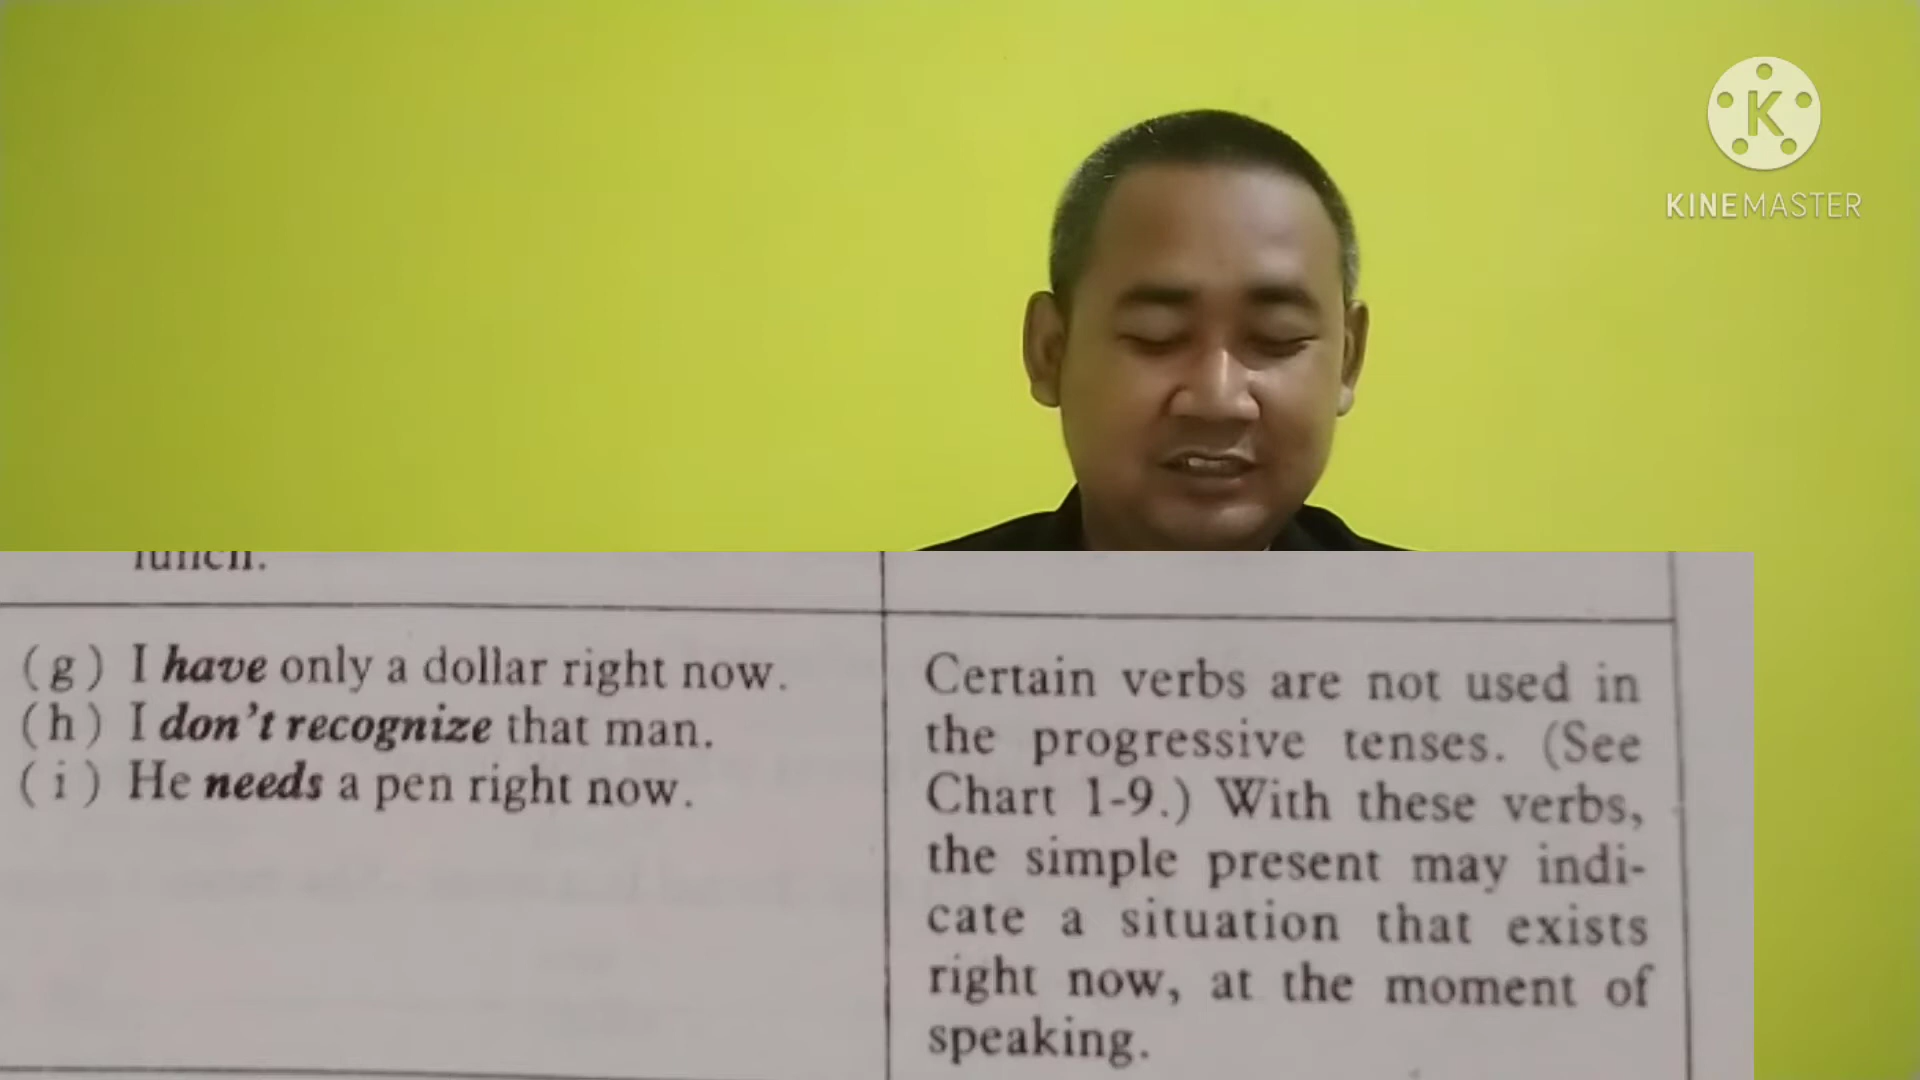 K
KINEMASTER
lunch.
(g) I have only a dollar right now.
(h) I don't recognize that man.
(i) He needs a pen right now.
Certain verbs are not used in
the progressive tenses. (See
Chart 1-9.) With these verbs,
the simple present may indi-
cate a situation that exists
right now, at the moment of
speaking.